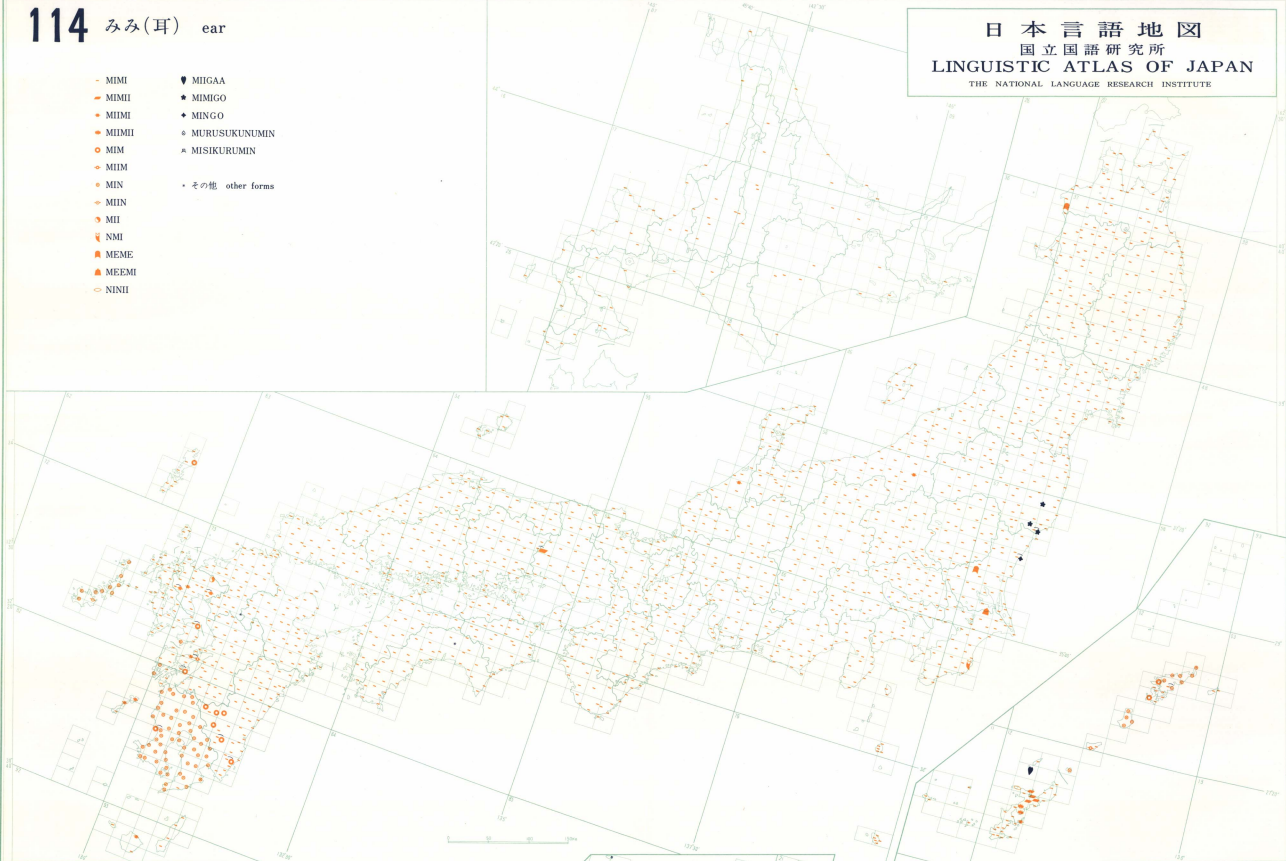 114 みみ(耳) ear
MIMI
MIMII
MIIMI
MIIMII
MIM
MIIM
MIN
MIIN
MII
NMI
MEME
MEEMI
NINII
MIIGAA
MIMIGO
MINGO
MURUSUKUNUMIN
MISIKURUMIN
その他 other forms
日本言語地図
国立国語研究所
LINGUISTIC ATLAS OF JAPAN
THE NATIONAL LANGUAGE RESEARCH INSTITUTE